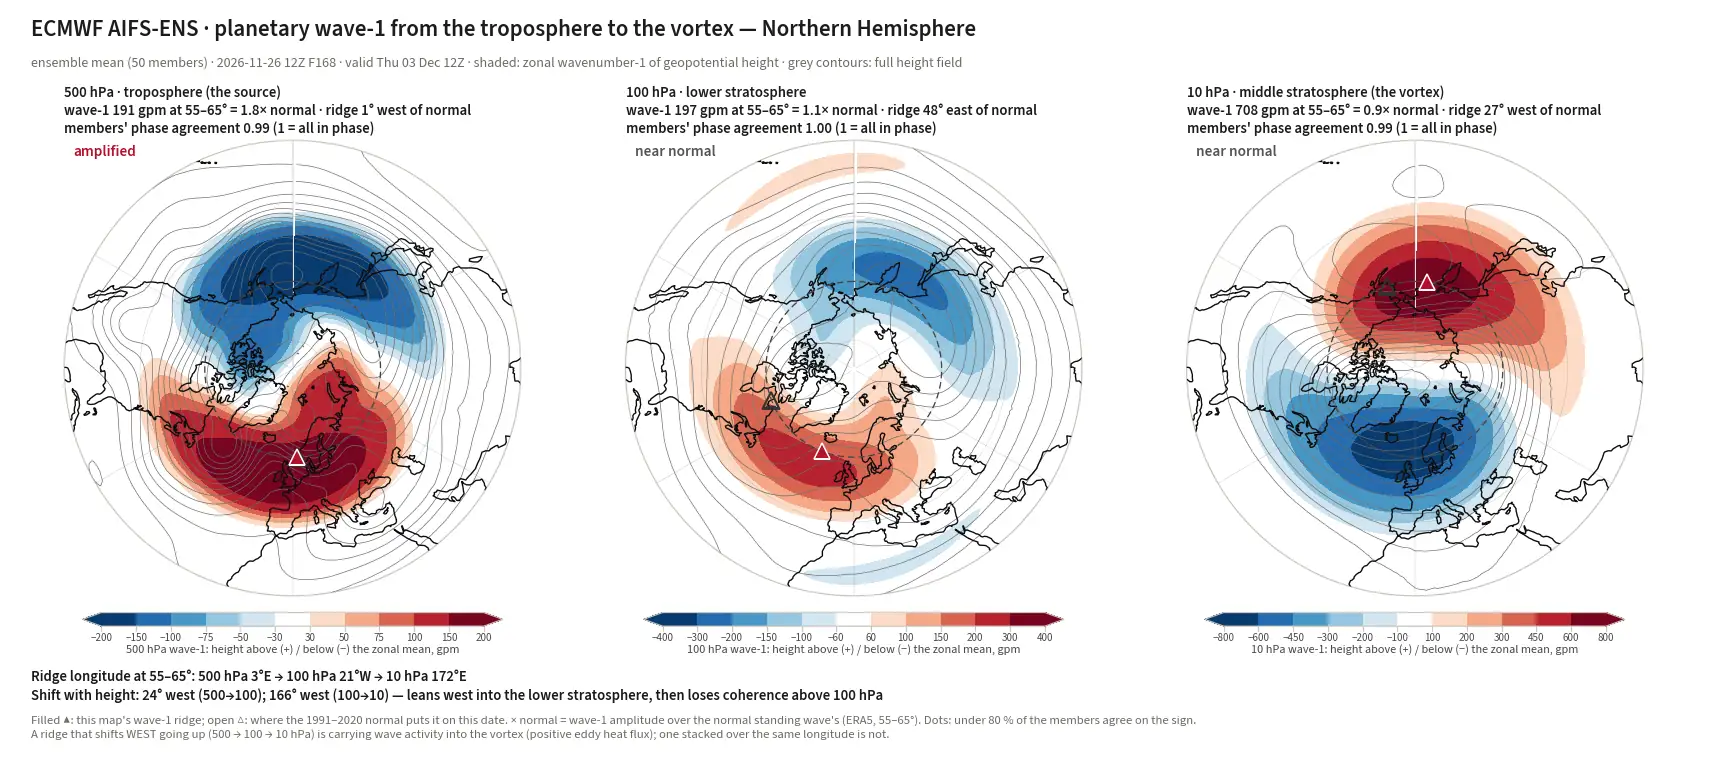 ECMWF AIFS-ENS · planetary wave-1 from the troposphere to the vortex — Northern Hemisphere
ensemble mean (50 members) · 2026-11-26 12Z F168 · valid Thu 03 Dec 12Z · shaded: zonal wavenumber-1 of geopotential height · grey contours: full height field
500 hPa · troposphere (the source)
wave-1 191 gpm at 55–65° = 1.8× normal · ridge 1° west of normal
members' phase agreement 0.99 (1 = all in phase)
amplified
100 hPa · lower stratosphere
wave-1 197 gpm at 55–65° = 1.1× normal · ridge 48° east of normal
members' phase agreement 1.00 (1 = all in phase)
near normal
10 hPa · middle stratosphere (the vortex)
wave-1 708 gpm at 55–65° = 0.9× normal · ridge 27° west of normal
members' phase agreement 0.99 (1 = all in phase)
near normal
−200 −150 −100 −75 −50 −30 30 50 75 100 150 200
500 hPa wave-1: height above (+) / below (−) the zonal mean, gpm
−400 −300 −200 −150 −100 −60 60 100 150 200 300 400
100 hPa wave-1: height above (+) / below (−) the zonal mean, gpm
−800 −600 −450 −300 −200 −100 100 200 300 450 600 800
10 hPa wave-1: height above (+) / below (−) the zonal mean, gpm
Ridge longitude at 55–65°: 500 hPa 3°E → 100 hPa 21°W → 10 hPa 172°E
Shift with height: 24° west (500→100); 166° west (100→10) — leans west into the lower stratosphere, then loses coherence above 100 hPa
Filled ▲: this map's wave-1 ridge; open △: where the 1991–2020 normal puts it on this date. × normal = wave-1 amplitude over the normal standing wave's (ERA5, 55–65°). Dots: under 80 % of the members agree on the sign.
A ridge that shifts WEST going up (500 → 100 → 10 hPa) is carrying wave activity into the vortex (positive eddy heat flux); one stacked over the same longitude is not.